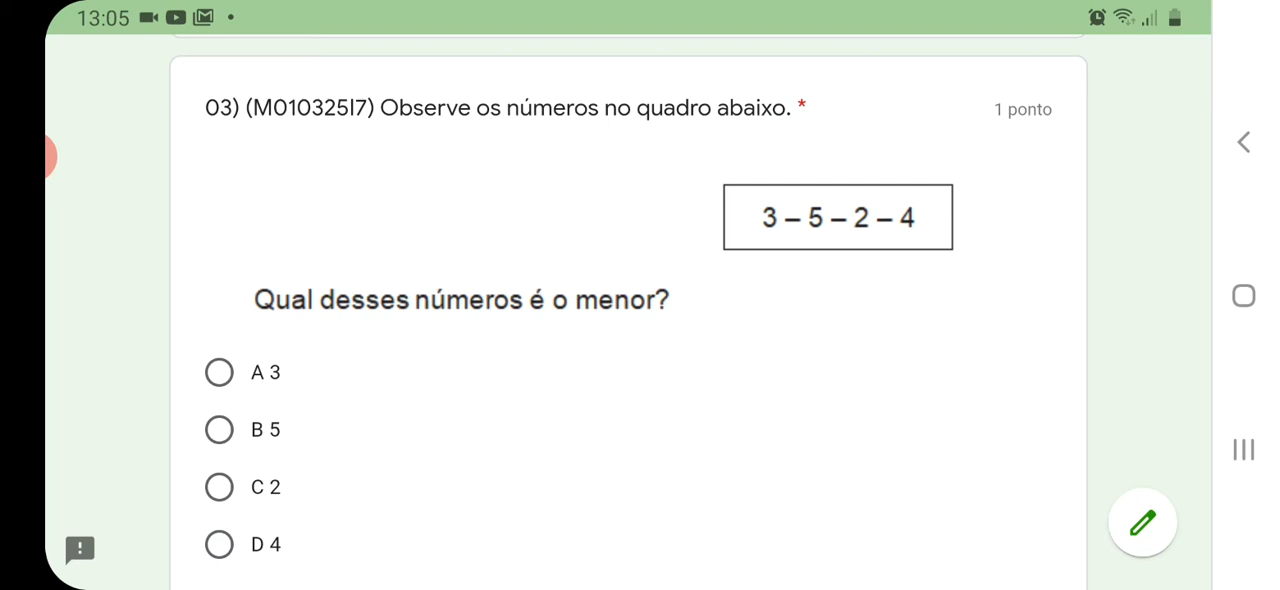 13:05
03) (M010325I7) Observe os números no quadro abaixo. *
1 ponto
3 – 5 – 2 – 4
Qual desses números é o menor?
A 3
B 5
C 2
D 4